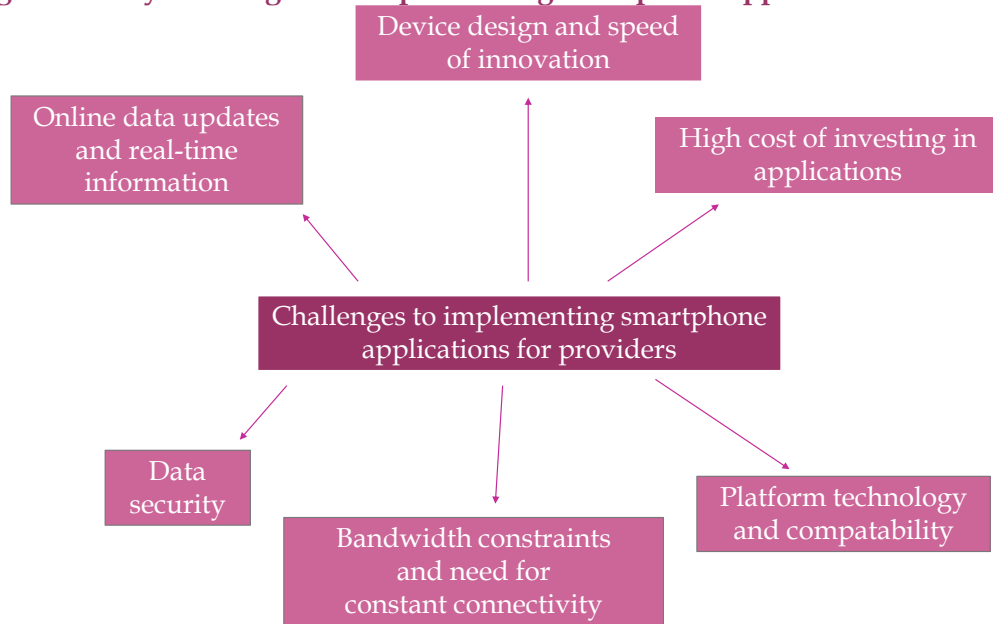 Device design and speed
of innovation
Online data updates
and real-time
information
High cost of investing in
applications
Challenges to implementing smartphone
applications for providers
Data
security
Bandwidth constraints
and need for
constant connectivity
Platform technology
and compatability